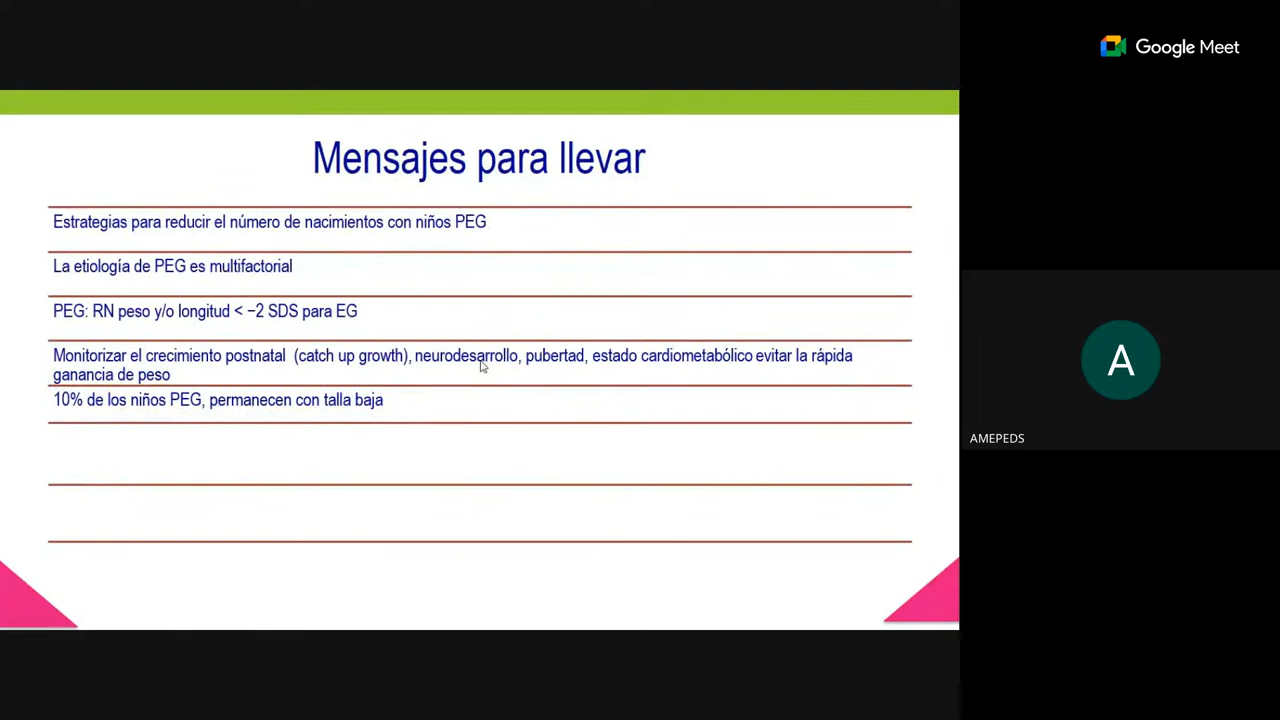 Google Meet
Mensajes para llevar
Estrategias para reducir el número de nacimientos con niños PEG
La etiología de PEG es multifactorial
PEG: RN peso y/o longitud < −2 SDS para EG
Monitorizar el crecimiento postnatal (catch up growth), neurodesarrollo, pubertad, estado cardiometabólico evitar la rápida
ganancia de peso
10% de los niños PEG, permanecen con talla baja
A
AMEPEDS